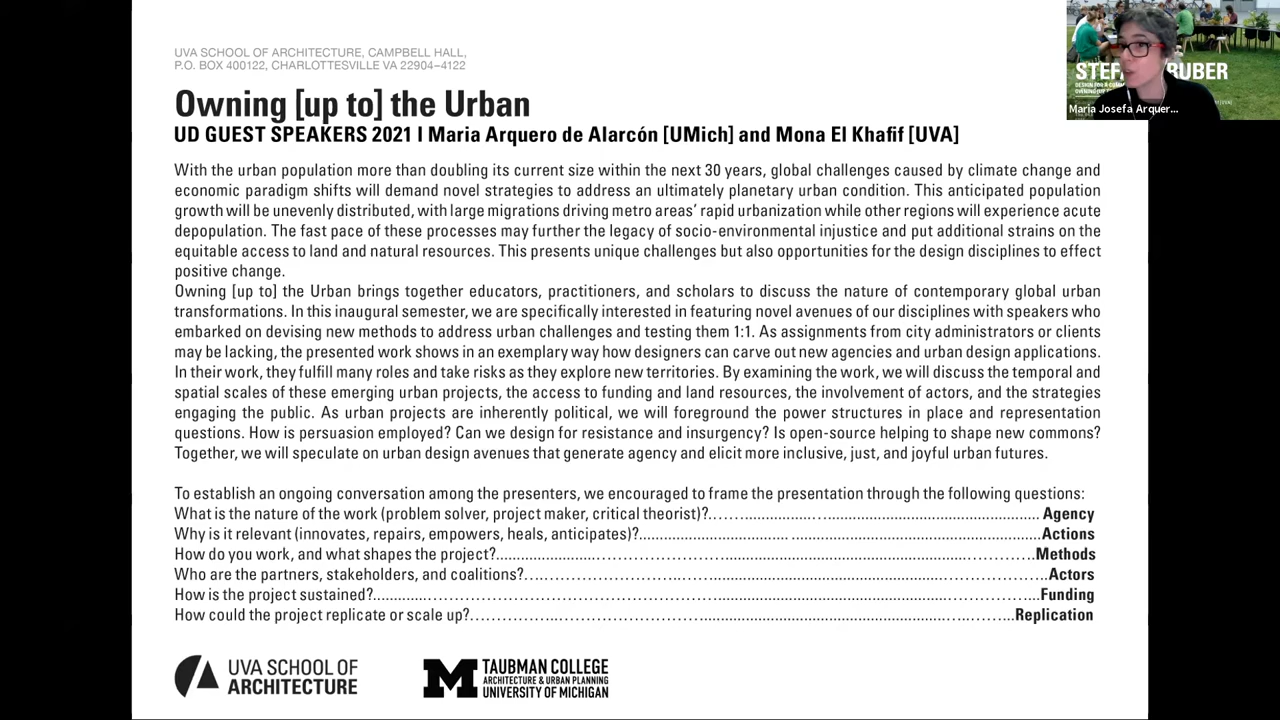 UVA SCHOOL OF ARCHITECTURE, CAMPBELL HALL,
P.O. BOX 400122, CHARLOTTESVILLE VA 22904–4122
Owning [up to] the Urban
UD GUEST SPEAKERS 2021 I Maria Arquero de Alarcón [UMich] and Mona El Khafif [UVA]
With the urban population more than doubling its current size within the next 30 years, global challenges caused by climate change and
economic paradigm shifts will demand novel strategies to address an ultimately planetary urban condition. This anticipated population
growth will be unevenly distributed, with large migrations driving metro areas' rapid urbanization while other regions will experience acute
depopulation. The fast pace of these processes may further the legacy of socio-environmental injustice and put additional strains on the
equitable access to land and natural resources. This presents unique challenges but also opportunities for the design disciplines to effect
positive change.
Owning [up to] the Urban brings together educators, practitioners, and scholars to discuss the nature of contemporary global urban
transformations. In this inaugural semester, we are specifically interested in featuring novel avenues of our disciplines with speakers who
embarked on devising new methods to address urban challenges and testing them 1:1. As assignments from city administrators or clients
may be lacking, the presented work shows in an exemplary way how designers can carve out new agencies and urban design applications.
In their work, they fulfill many roles and take risks as they explore new territories. By examining the work, we will discuss the temporal and
spatial scales of these emerging urban projects, the access to funding and land resources, the involvement of actors, and the strategies
engaging the public. As urban projects are inherently political, we will foreground the power structures in place and representation
questions. How is persuasion employed? Can we design for resistance and insurgency? Is open-source helping to shape new commons?
Together, we will speculate on urban design avenues that generate agency and elicit more inclusive, just, and joyful urban futures.
To establish an ongoing conversation among the presenters, we encouraged to frame the presentation through the following questions:
What is the nature of the work (problem solver, project maker, critical theorist)?........ Agency
Why is it relevant (innovates, repairs, empowers, heals, anticipates)?........Actions
How do you work, and what shapes the project?........Methods
Who are the partners, stakeholders, and coalitions?........Actors
How is the project sustained?........Funding
How could the project replicate or scale up?........Replication
UVA SCHOOL OF
ARCHITECTURE
M
TAUBMAN COLLEGE
ARCHITECTURE & URBAN PLANNING
UNIVERSITY OF MICHIGAN
STEF RUBER
Maria Josefa Arquer...